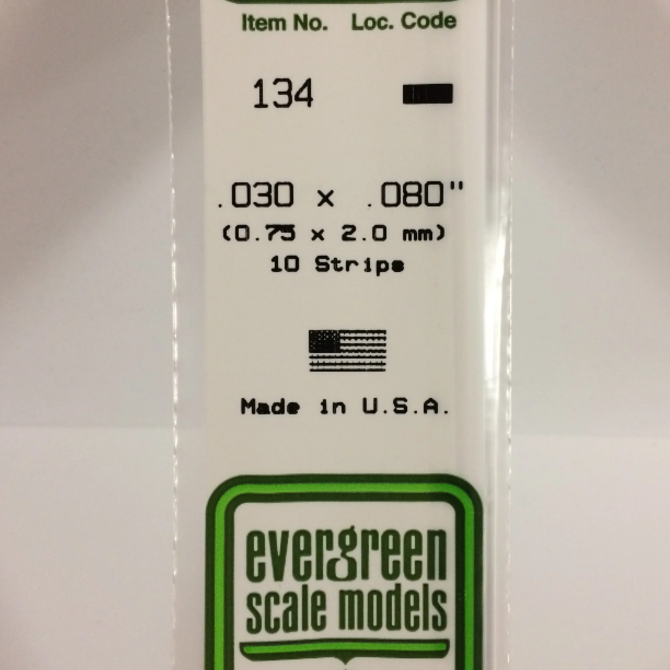 Item No. Loc. Code
134
.030 x .080"
(0.75 x 2.0 mm)
10 Strips
Made in U.S.A.
evergreen
scale models